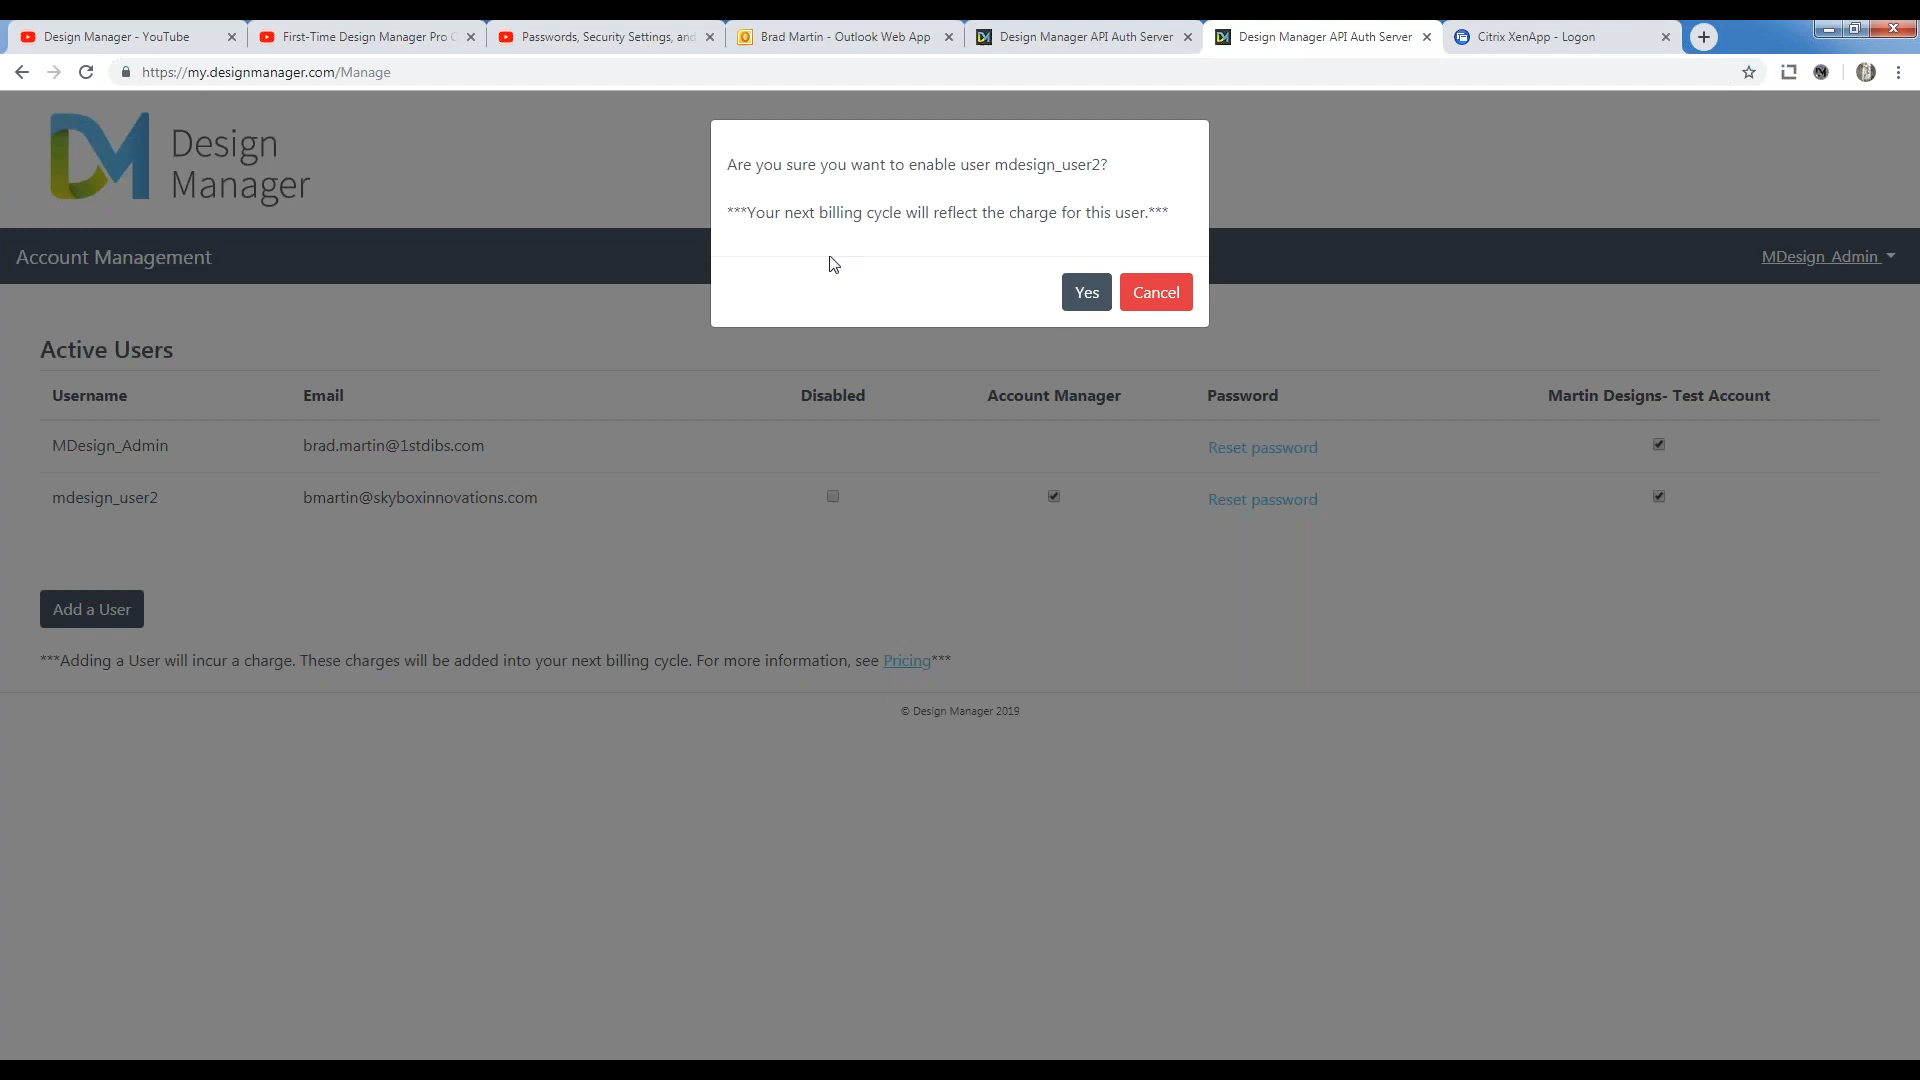 Design Manager - YouTube
First-Time Design Manager Pro C
Passwords, Security Settings, and
Brad Martin - Outlook Web App
Design Manager API Auth Server
Design Manager API Auth Server
Citrix XenApp - Logon
https://my.designmanager.com/Manage
DM
Design
Manager
Are you sure you want to enable user mdesign_user2?
***Your next billing cycle will reflect the charge for this user.***
Yes Cancel
Account Management
MDesign_Admin
Active Users
Username Email Disabled Account Manager Password Martin Designs- Test Account
MDesign_Admin brad.martin@1stdibs.com Reset password
mdesign_user2 bmartin@skyboxinnovations.com Reset password
Add a User
***Adding a User will incur a charge. These charges will be added into your next billing cycle. For more information, see Pricing***
© Design Manager 2019